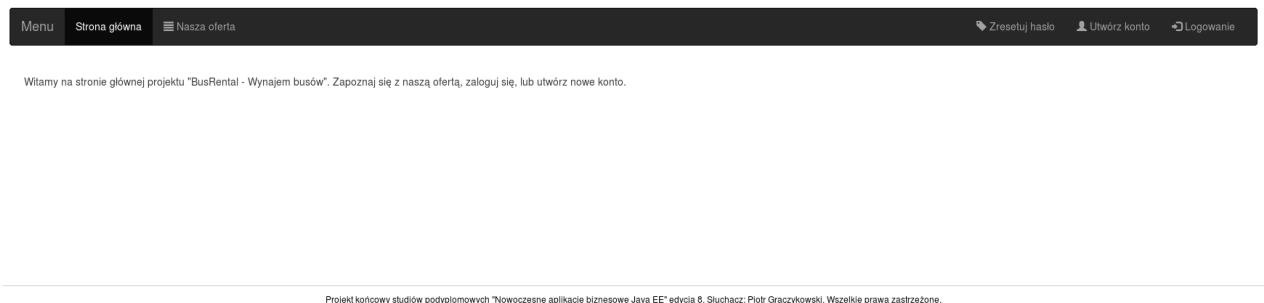 Menu Strona główna Nasza oferta Zresetuj hasło Utwórz konto Logowanie
Witamy na stronie głównej projektu "BusRental - Wynajem busów". Zapoznaj się z naszą ofertą, zaloguj się, lub utwórz nowe konto.
Projekt końcowy studiów podyplomowych "Nowoczesne aplikacje biznesowe Java EE" edycja 8. Słuchacz: Piotr Graczykowski. Wszelkie prawa zastrzeżone.